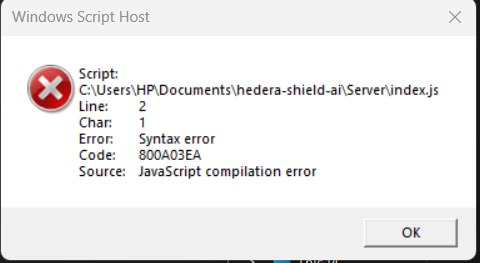 Windows Script Host
Script:
C:\Users\HP\Documents\hedera-shield-ai\Server\index.js
Line: 2
Char: 1
Error: Syntax error
Code: 800A03EA
Source: JavaScript compilation error
OK